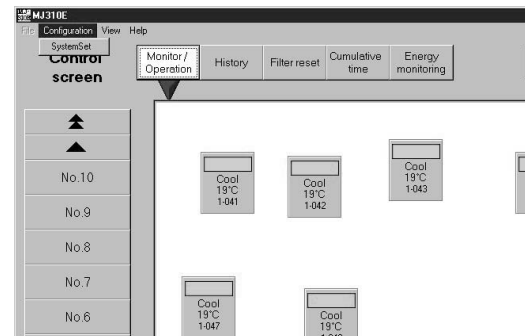 MJ310E
File Configuration View Help
SystemSet
Control
screen
Monitor /
Operation
History
Filter reset
Cumulative
time
Energy
monitoring
No.10
No.9
No.8
No.7
No.6
Cool
19°C
1-041
Cool
19°C
1-042
Cool
19°C
1-043
Cool
19°C
1-047
Cool
19°C